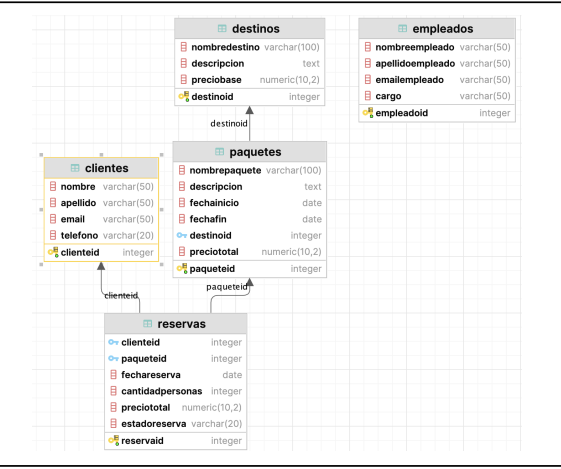 destinos
nombredestino varchar(100)
descripcion text
preciobase numeric(10,2)
destinoid integer
empleados
nombreempleado varchar(50)
apellidoempleado varchar(50)
emailempleado varchar(50)
cargo varchar(50)
empleadoid integer
destinoid
clientes
nombre varchar(50)
apellido varchar(50)
email varchar(50)
telefono varchar(20)
clienteid integer
paquetes
nombrepaquete varchar(100)
descripcion text
fechainicio date
fechafin date
destinoid integer
preciototal numeric(10,2)
paqueteid integer
clienteid
paqueteid
reservas
clienteid integer
paqueteid integer
fechareserva date
cantidadpersonas integer
preciototal numeric(10,2)
estadoreserva varchar(20)
reservaid integer